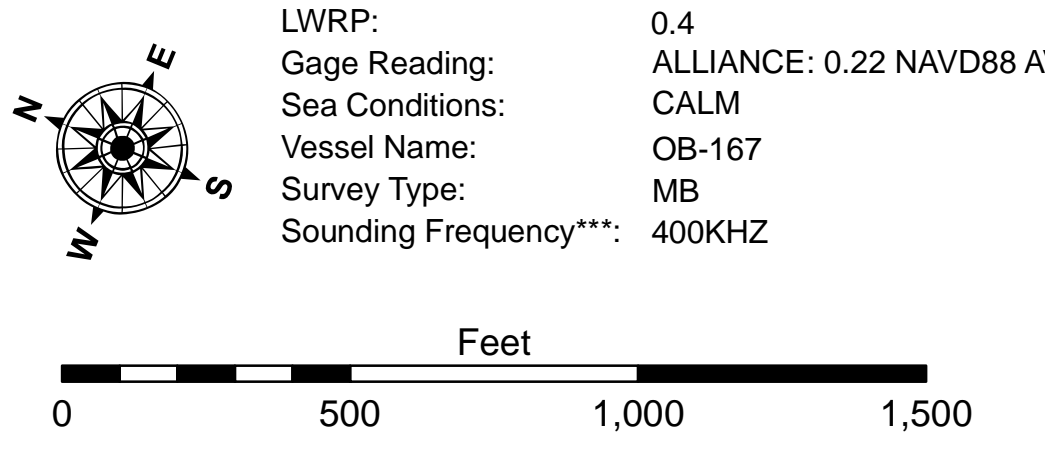 LWRP: 0.4
Gage Reading: ALLIANCE: 0.22 NAVD88
Sea Conditions: CALM
Vessel Name: OB-167
Survey Type: MB
Sounding Frequency***: 400KHZ
N E S W
Feet
0 500 1,000 1,500